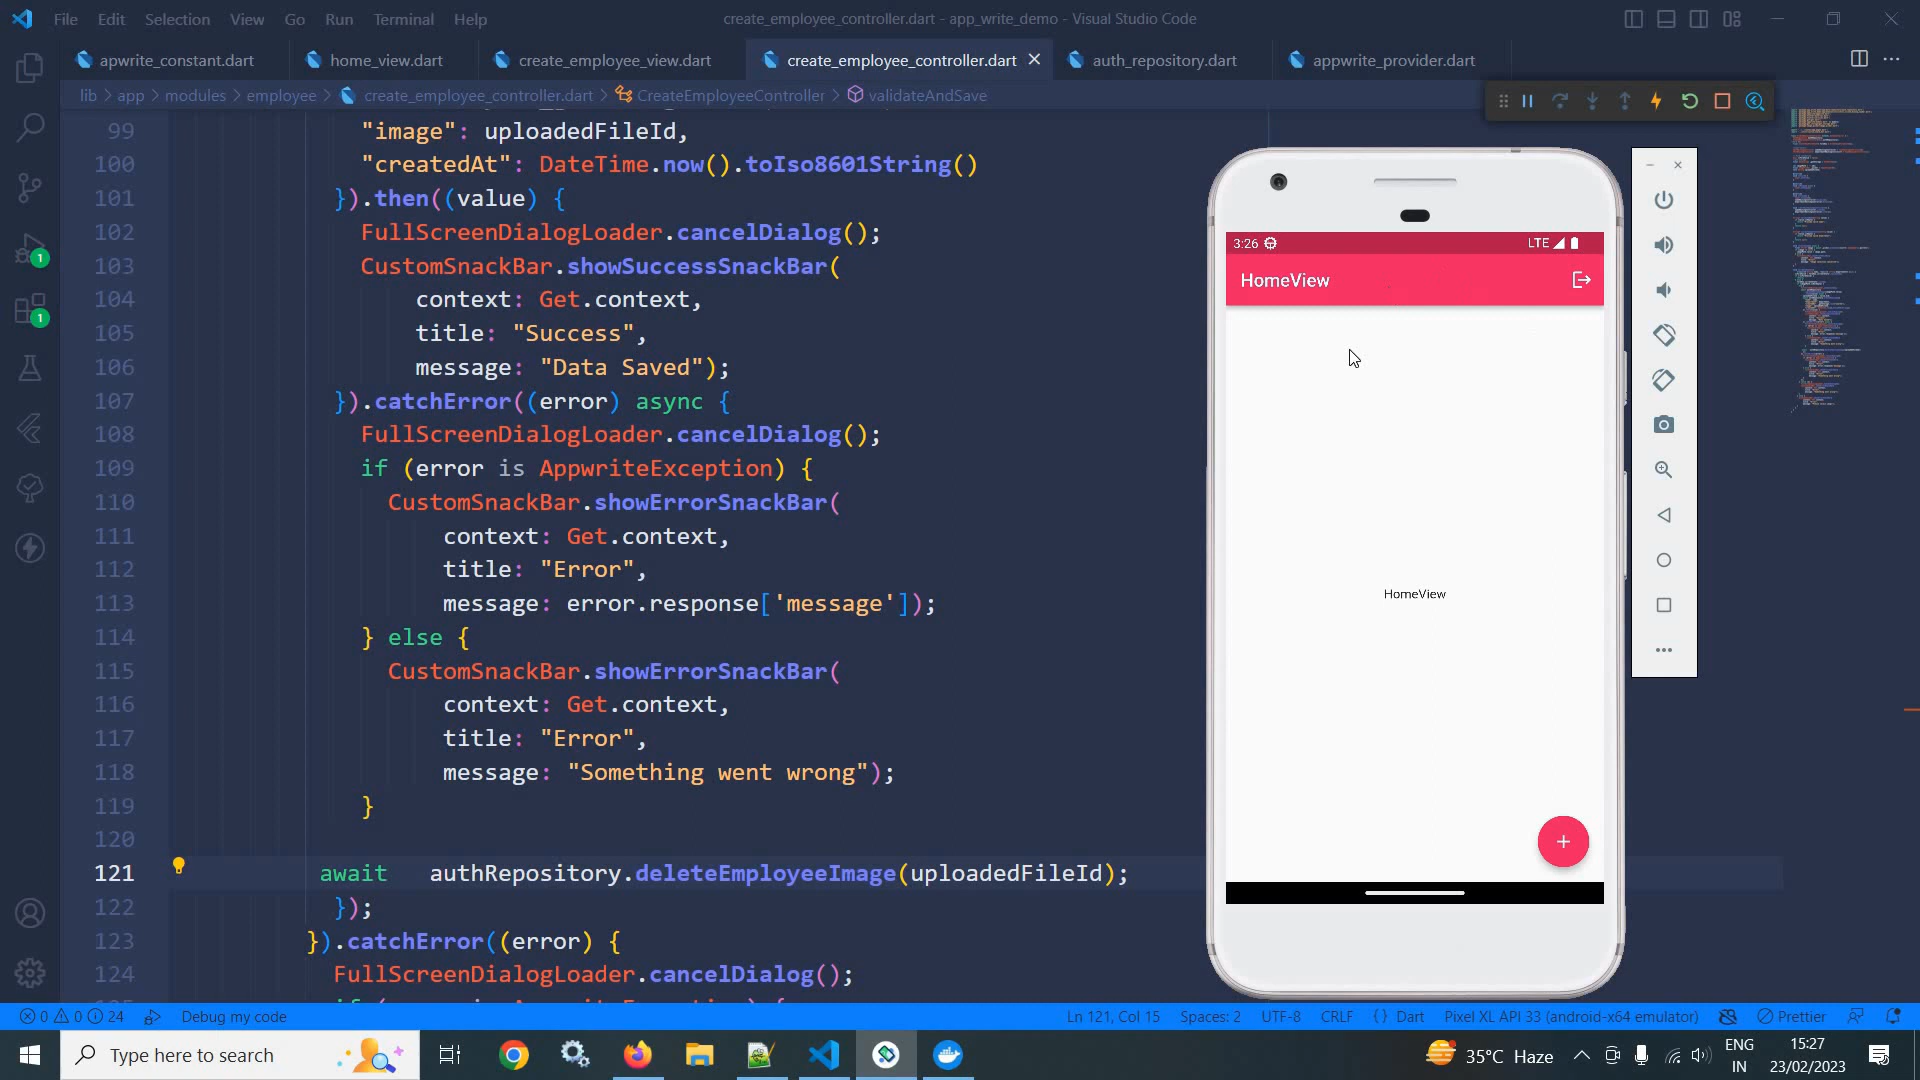 File Edit Selection View Go Run Terminal Help
create_employee_controller.dart - app_write_demo - Visual Studio Code
apwrite_constant.dart
home_view.dart
create_employee_view.dart
create_employee_controller.dart
auth_repository.dart
appwrite_provider.dart
lib > app > modules > employee > create_employee_controller.dart > CreateEmployeeController > validateAndSave
99 "image": uploadedFileId,
100 "createdAt": DateTime.now().toIso8601String()
101 }).then((value) {
102 FullScreenDialogLoader.cancelDialog();
103 CustomSnackBar.showSuccessSnackBar(
104 context: Get.context,
105 title: "Success",
106 message: "Data Saved");
107 }).catchError((error) async {
108 FullScreenDialogLoader.cancelDialog();
109 if (error is AppwriteException) {
110 CustomSnackBar.showErrorSnackBar(
111 context: Get.context,
112 title: "Error",
113 message: error.response['message']);
114 } else {
115 CustomSnackBar.showErrorSnackBar(
116 context: Get.context,
117 title: "Error",
118 message: "Something went wrong");
119 }
120
121 await authRepository.deleteEmployeeImage(uploadedFileId);
122 });
123 }).catchError((error) {
124 FullScreenDialogLoader.cancelDialog();
1
1
3:26 LTE
HomeView
HomeView
0 0 24 Debug my code
Ln 121, Col 15 Spaces: 2 UTF-8 CRLF {} Dart Pixel XL API 33 (android-x64 emulator) Prettier
Type here to search
35°C Haze
ENG
IN
15:27
23/02/2023